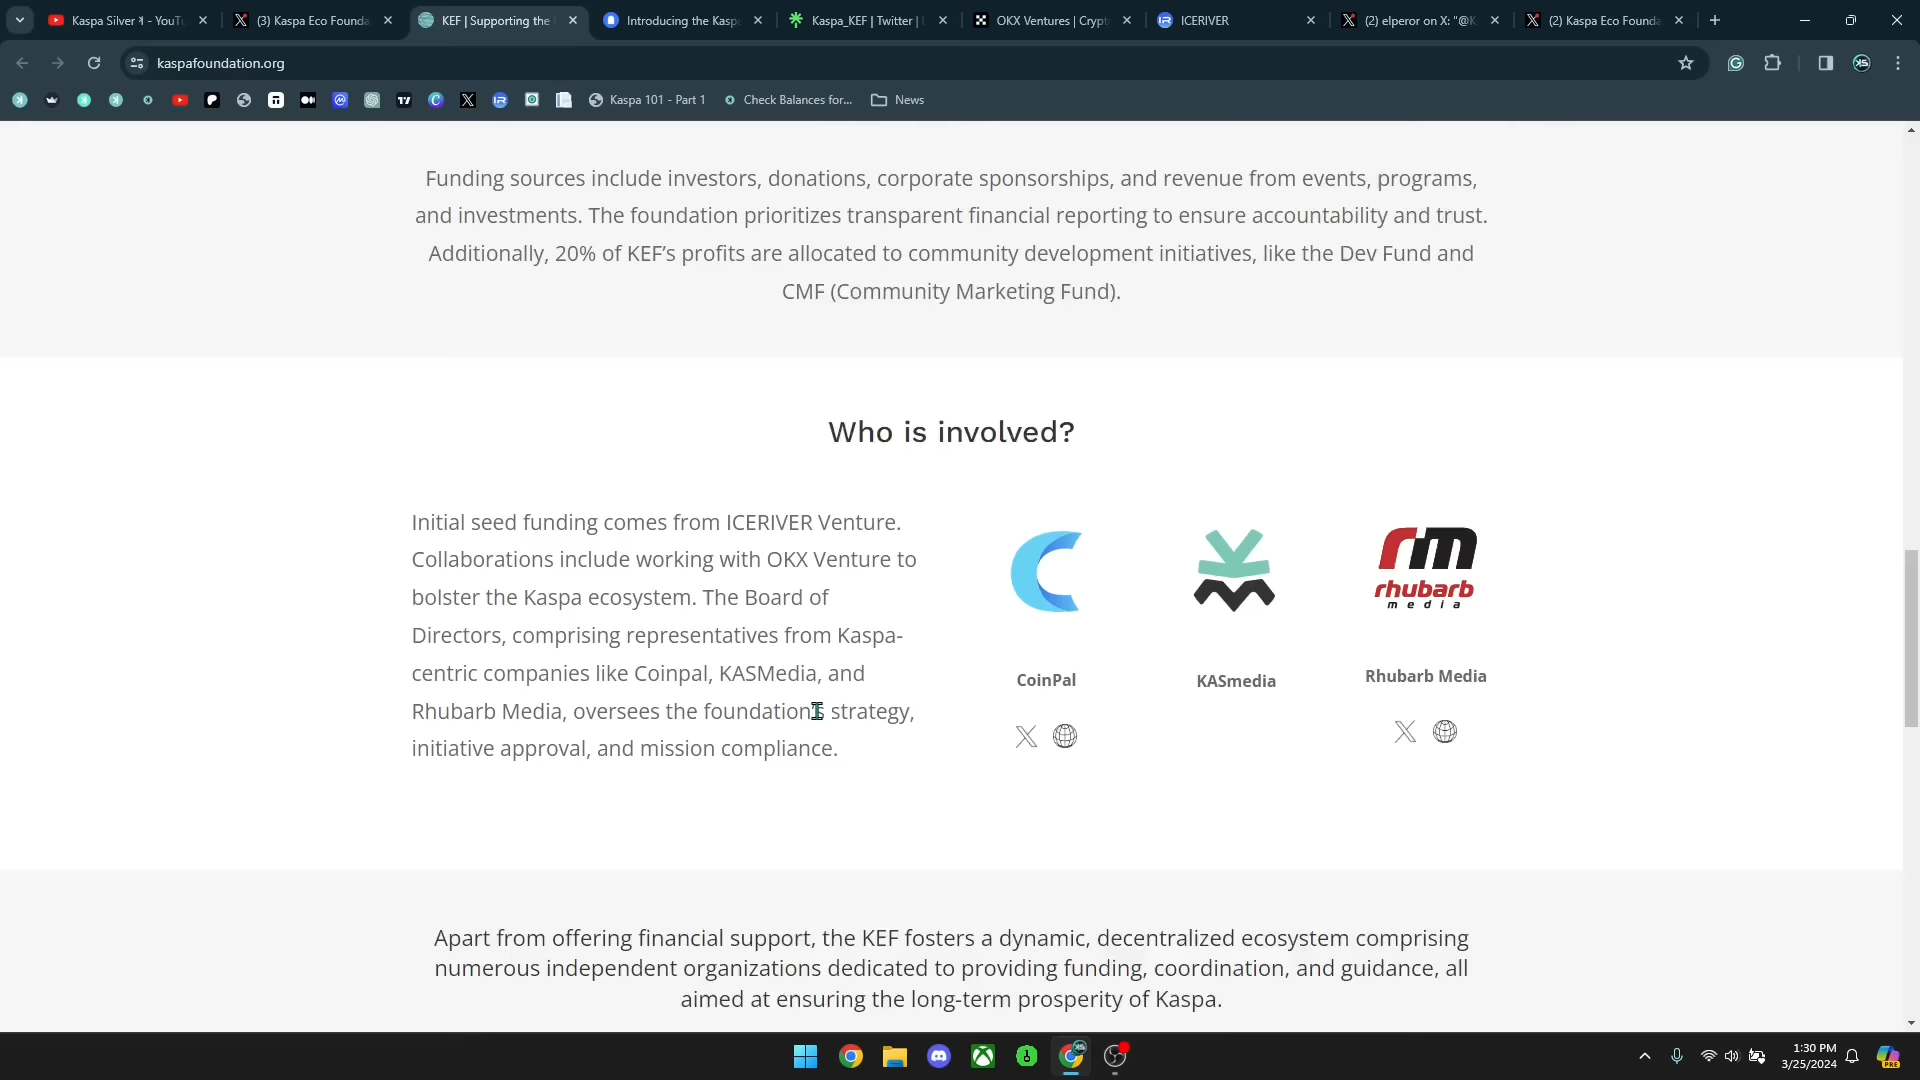 Kaspa Silver
(3) Kaspa Eco Founda
KEF | Supporting the
Introducing the Kasp
Kaspa_KEF | Twitter |
OKX Ventures | Crypt
ICERIVER
(2) elperor on X: "@K
(2) Kaspa Eco Founda
kaspafoundation.org
Kaspa 101 - Part 1
Check Balances for...
News
Funding sources include investors, donations, corporate sponsorships, and revenue from events, programs,
and investments. The foundation prioritizes transparent financial reporting to ensure accountability and trust.
Additionally, 20% of KEF’s profits are allocated to community development initiatives, like the Dev Fund and
CMF (Community Marketing Fund).
Who is involved?
Initial seed funding comes from ICERIVER Venture.
Collaborations include working with OKX Venture to
bolster the Kaspa ecosystem. The Board of
Directors, comprising representatives from Kaspa-
centric companies like Coinpal, KASMedia, and
Rhubarb Media, oversees the foundation's strategy,
initiative approval, and mission compliance.
rm
rhubarb
media
CoinPal
KASmedia
Rhubarb Media
Apart from offering financial support, the KEF fosters a dynamic, decentralized ecosystem comprising
numerous independent organizations dedicated to providing funding, coordination, and guidance, all
aimed at ensuring the long-term prosperity of Kaspa.
1:30 PM
3/25/2024
PRE